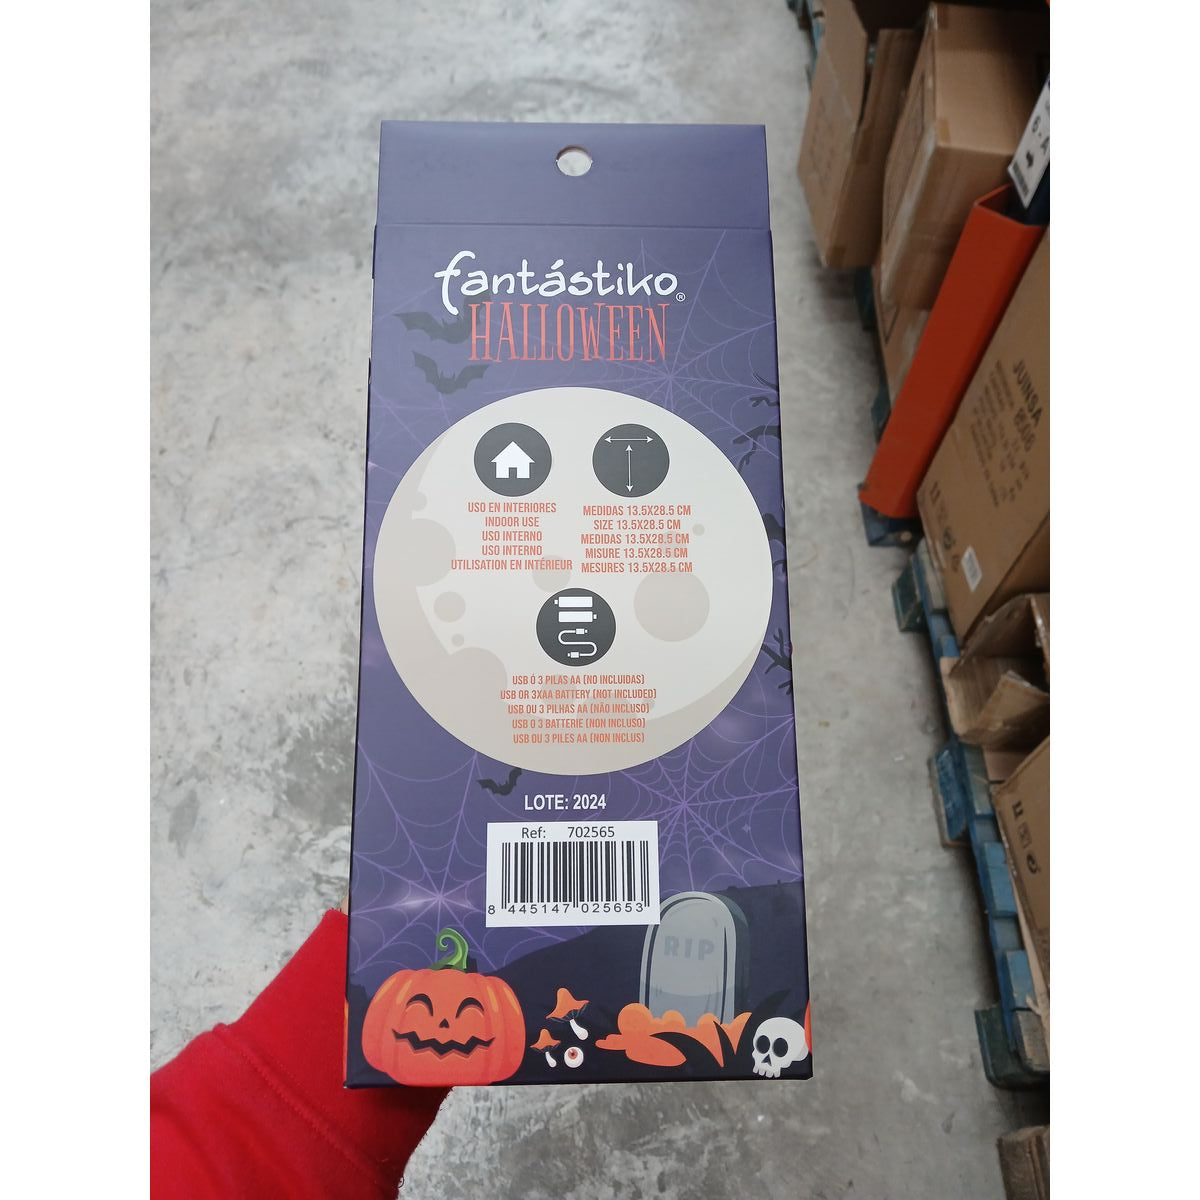 fantástiko®
HALLOWEEN
USO EN INTERIORES
INDOOR USE
USO INTERNO
USO INTERNO
UTILISATION EN INTÉRIEUR
MEDIDAS 13.5X28.5 CM
SIZE 13.5X28.5 CM
MEDIDAS 13.5X28.5 CM
MISURE 13.5X28.5 CM
MESURES 13.5X28.5 CM
USB Ó 3 PILAS AA (NO INCLUIDAS)
USB OR 3XAA BATTERY (NOT INCLUDED)
USB OU 3 PILHAS AA (NÃO INCLUSO)
USB O 3 BATTERIE (NON INCLUSO)
USB OU 3 PILES AA (NON INCLUS)
LOTE: 2024
Ref: 702565
8 445147 025653
RIP
JUINSA